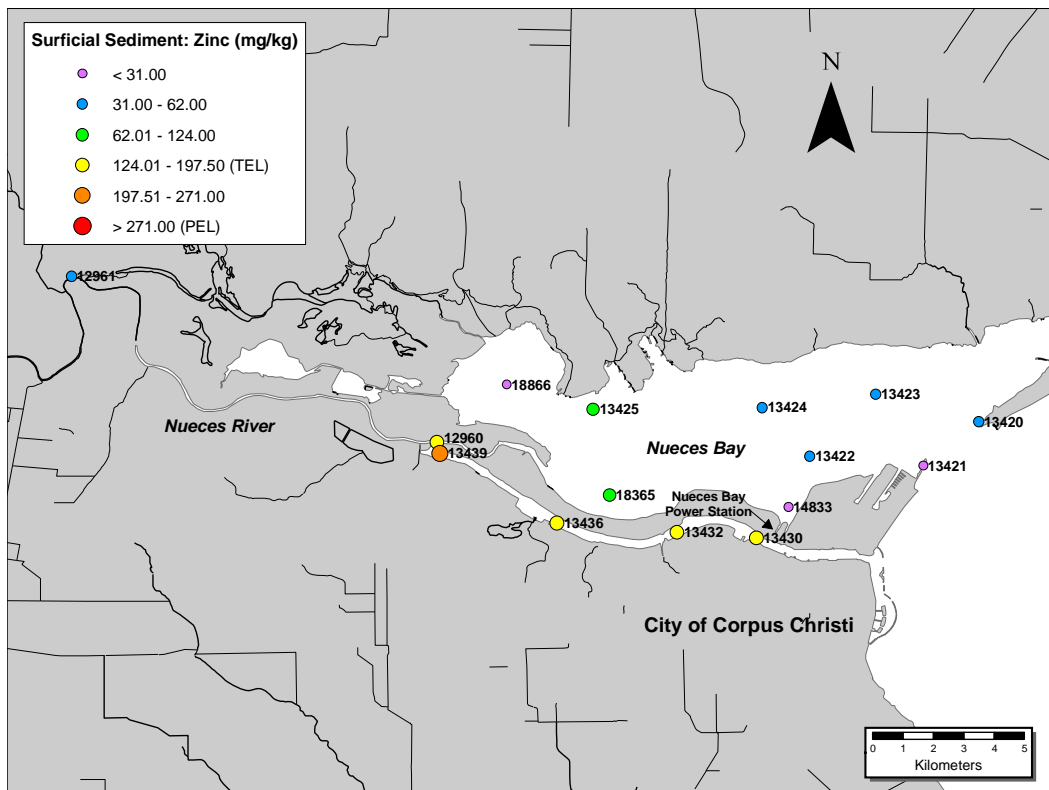 Surficial Sediment: Zinc (mg/kg)
< 31.00
31.00 - 62.00
62.01 - 124.00
124.01 - 197.50 (TEL)
197.51 - 271.00
> 271.00 (PEL)
N
12961
18866
13425
13424
13423
13420
Nueces River
12960
13439
Nueces Bay
13422
13421
18365
Nueces Bay
Power Station
14833
13436
13432
13430
City of Corpus Christi
0 1 2 3 4 5
Kilometers